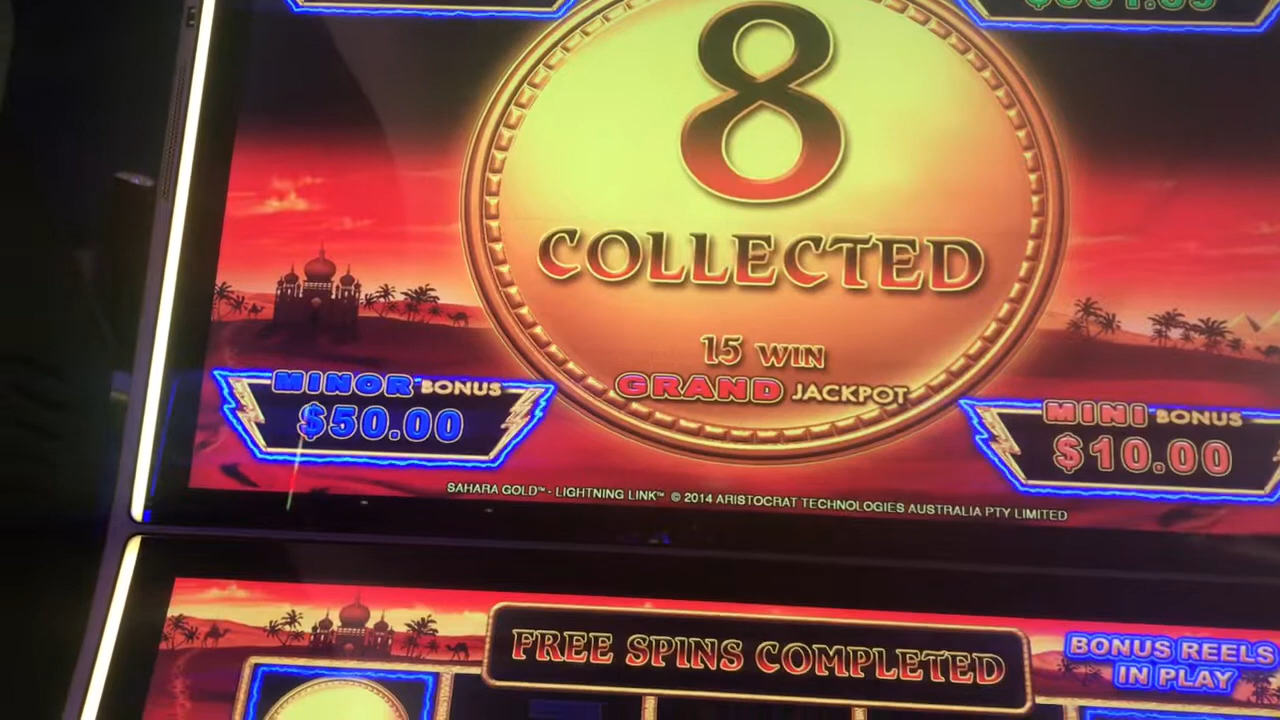 8
COLLECTED
15 WIN
GRAND JACKPOT
MINOR BONUS
$50.00
MINI BONUS
$10.00
SAHARA GOLD™ - LIGHTNING LINK™ © 2014 ARISTOCRAT TECHNOLOGIES AUSTRALIA PTY LIMITED
FREE SPINS COMPLETED
BONUS REELS
IN PLAY